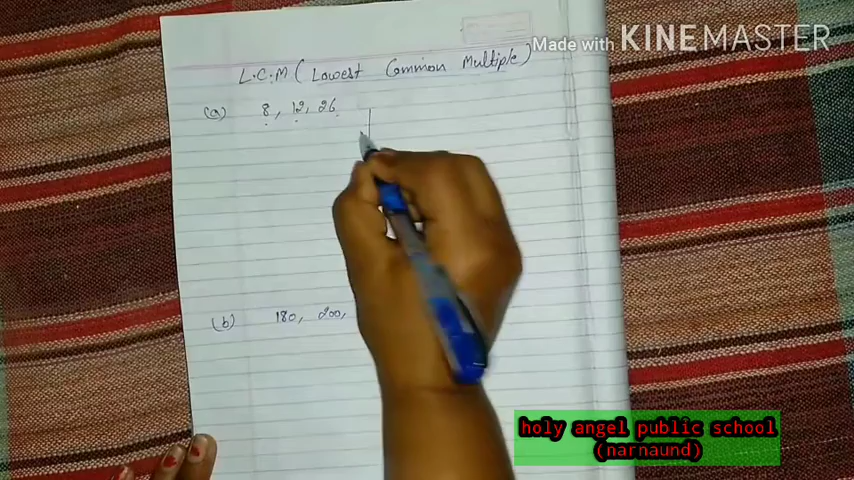 Made with KINEMASTER
L.C.M ( Lowest Common Multiple )
(a) 8, 12, 26
(b) 180, 200,
holy angel public school
(narnaund)